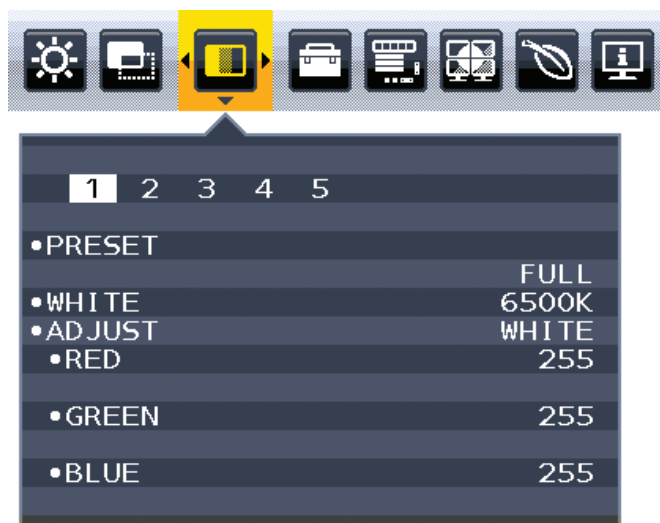 1 2 3 4 5
•PRESET
FULL
•WHITE 6500K
•ADJUST WHITE
•RED 255
•GREEN 255
•BLUE 255